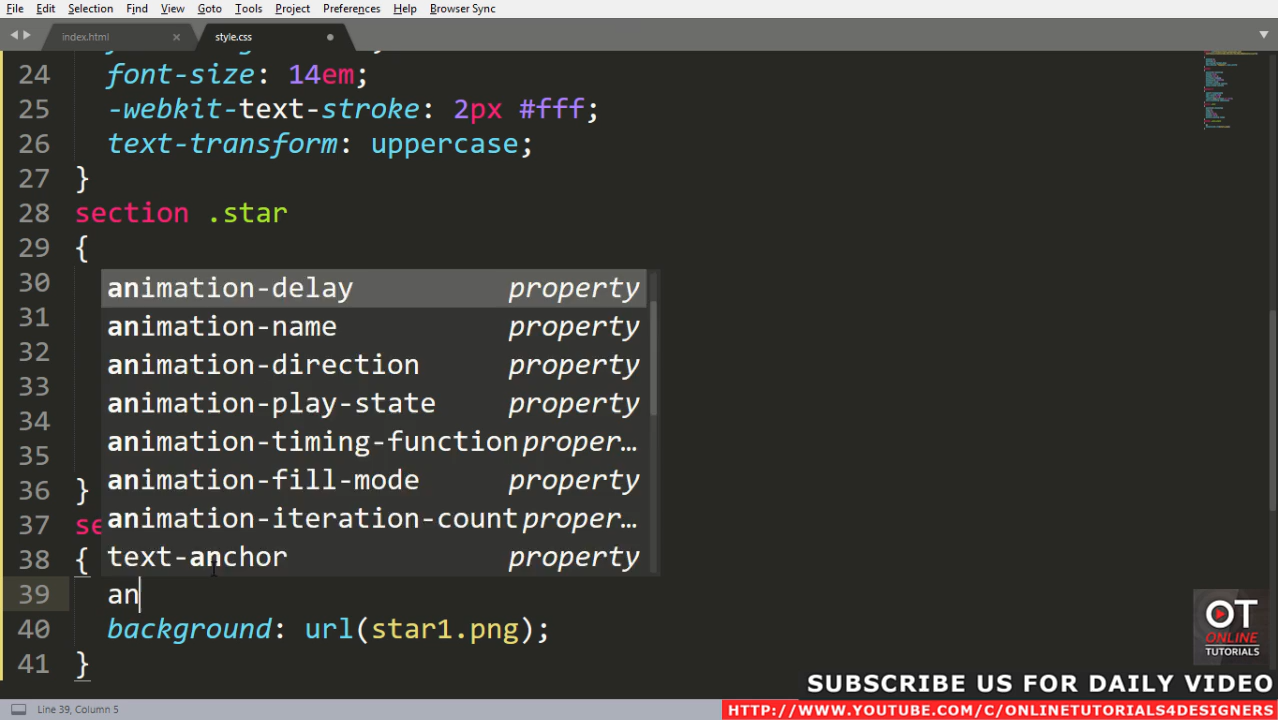 File Edit Selection Find View Goto Tools Project Preferences Help Browser Sync
index.html style.css
24 font-size: 14em;
25 -webkit-text-stroke: 2px #fff;
26 text-transform: uppercase;
27 }
28 section .star
29 {
30 animation-delay property
31 animation-name property
32 animation-direction property
33 animation-play-state property
34 animation-timing-function proper…
35 animation-fill-mode property
36 } animation-iteration-count proper…
37 se
text-anchor property
38 {
39 an
40 background: url(star1.png);
41 }
OT
ONLINE
TUTORIALS
SUBSCRIBE US FOR DAILY VIDEO
Line 39, Column 5
HTTP://WWW.YOUTUBE.COM/C/ONLINETUTORIALS4DESIGNERS